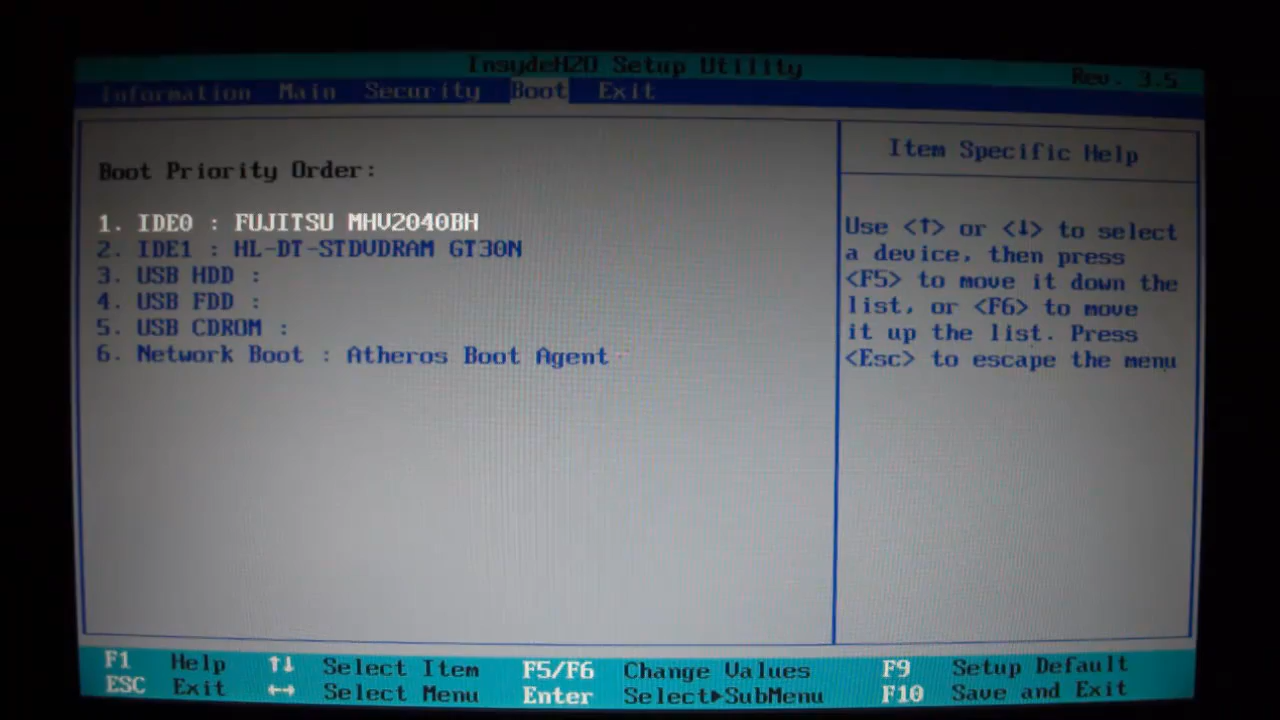 InsydeH2O Setup Utility
Rev. 3.5
Information Main Security Boot Exit
Boot Priority Order:
1. IDE0 : FUJITSU MHV2040BH
2. IDE1 : HL-DT-STDVDRAM GT30N
3. USB HDD :
4. USB FDD :
5. USB CDROM :
6. Network Boot : Atheros Boot Agent
Item Specific Help
Use <↑> or <↓> to select
a device, then press
<F5> to move it down the
list, or <F6> to move
it up the list. Press
<Esc> to escape the menu
F1 Help ↑↓ Select Item F5/F6 Change Values F9 Setup Default
ESC Exit ↔ Select Menu Enter Select▶SubMenu F10 Save and Exit